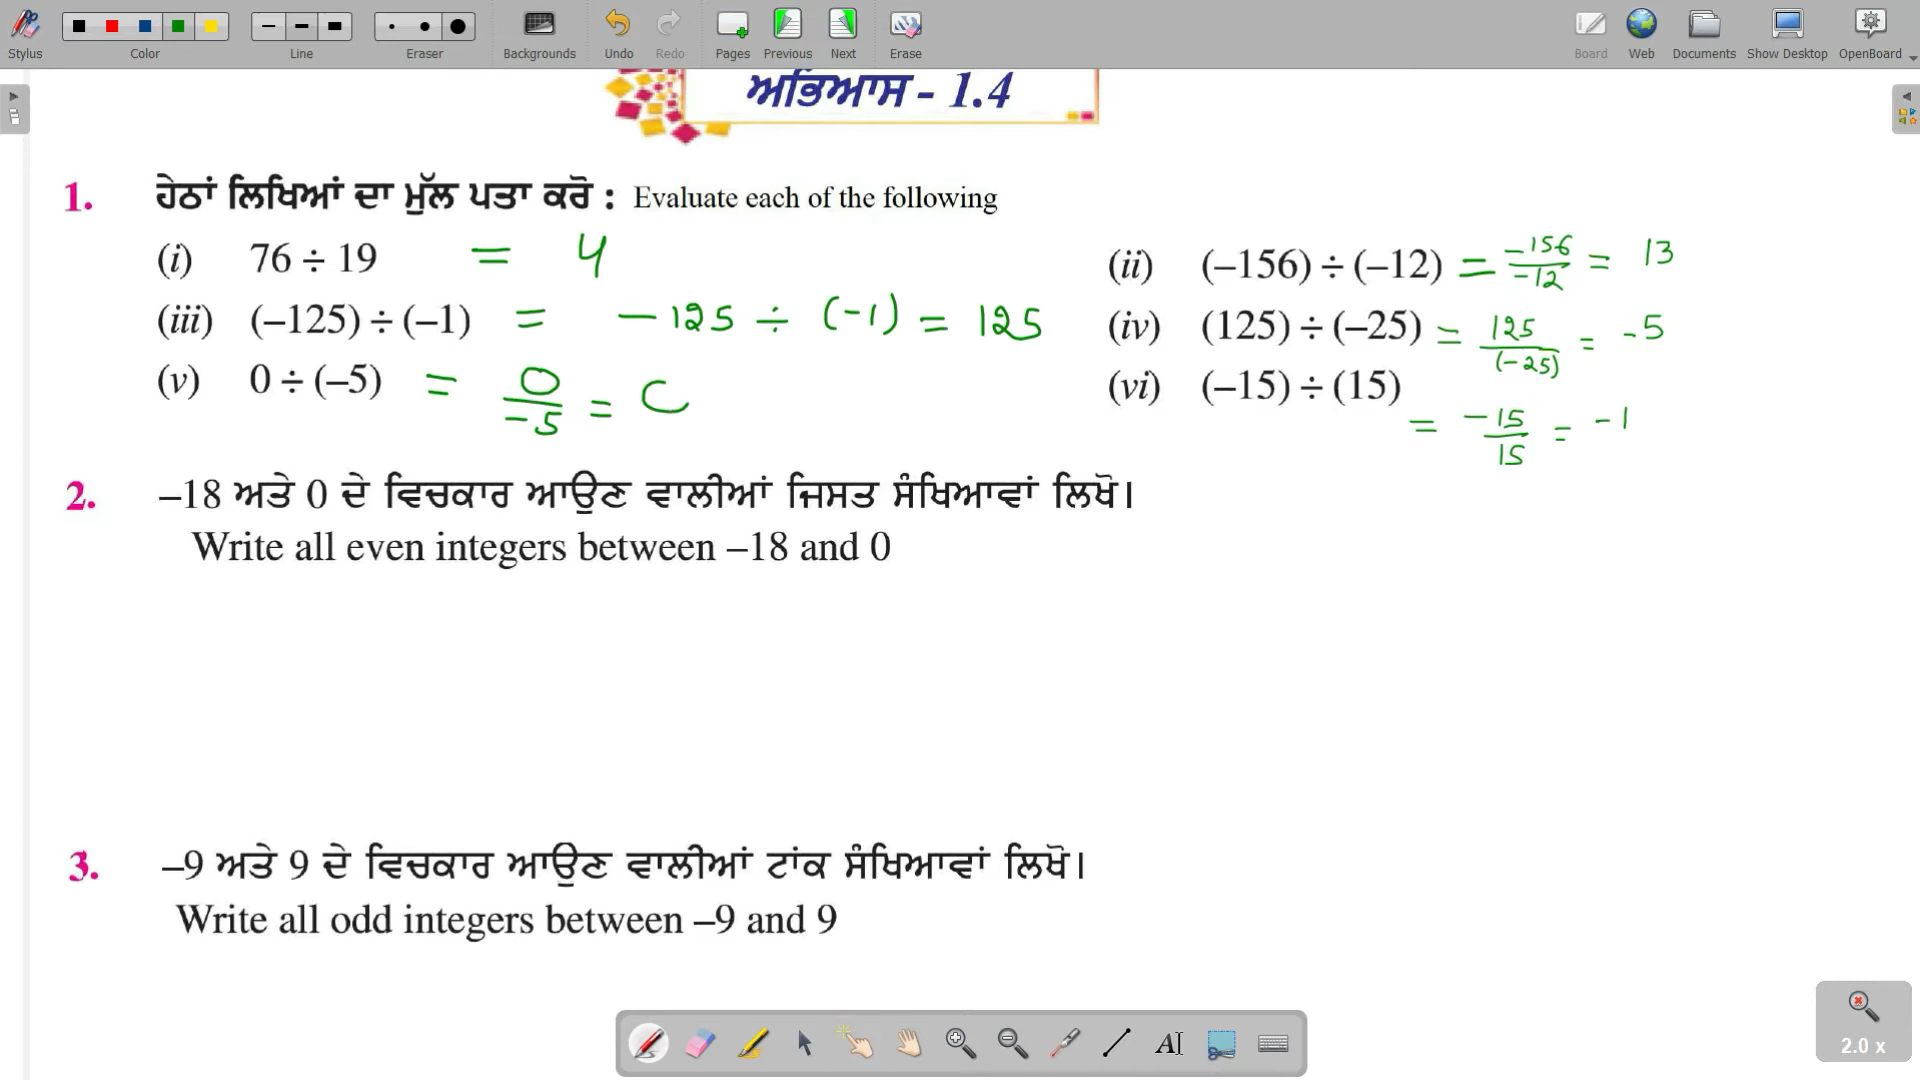 Stylus Color Line Eraser Backgrounds Undo Redo Pages Previous Next Erase Board Web Documents Show Desktop OpenBoard
ਅਭਿਆਸ - 1.4
1. ਹੇਠਾਂ ਲਿਖਿਆਂ ਦਾ ਮੁੱਲ ਪਤਾ ਕਰੋ : Evaluate each of the following
(i) 76 ÷ 19 = 4
(ii) (–156) ÷ (–12) = -156/-12 = 13
(iii) (–125) ÷ (–1) = -125 ÷ (-1) = 125
(iv) (125) ÷ (–25) = 125/(-25) = -5
(v) 0 ÷ (–5) = 0/-5 = 0
(vi) (–15) ÷ (15)
= -15/15 = -1
2. –18 ਅਤੇ 0 ਦੇ ਵਿਚਕਾਰ ਆਉਣ ਵਾਲੀਆਂ ਜਿਸਤ ਸੰਖਿਆਵਾਂ ਲਿਖੋ।
Write all even integers between –18 and 0
3. –9 ਅਤੇ 9 ਦੇ ਵਿਚਕਾਰ ਆਉਣ ਵਾਲੀਆਂ ਟਾਂਕ ਸੰਖਿਆਵਾਂ ਲਿਖੋ।
Write all odd integers between –9 and 9
2.0 x